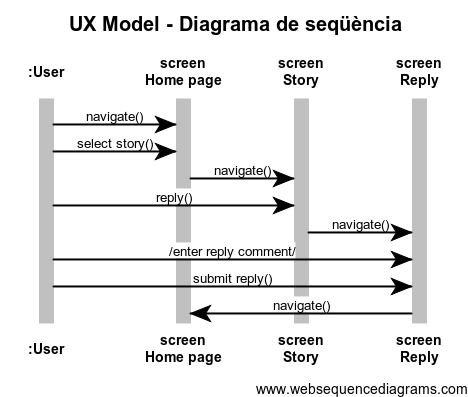 UX Model - Diagrama de seqüència
:User
screen
Home page
screen
Story
screen
Reply
navigate()
select story()
navigate()
reply()
navigate()
/enter reply comment/
submit reply()
navigate()
:User
screen
Home page
screen
Story
screen
Reply
www.websequencediagrams.com